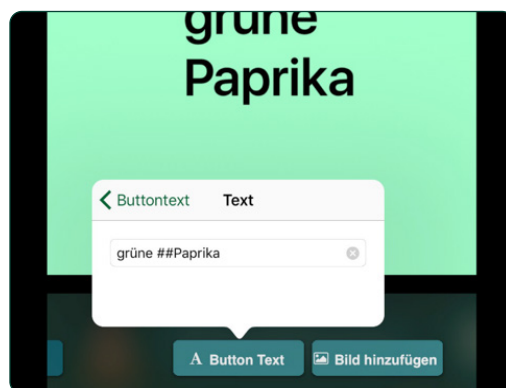 grüne
Paprika
Buttontext Text
grüne ##Paprika
A Button Text Bild hinzufügen